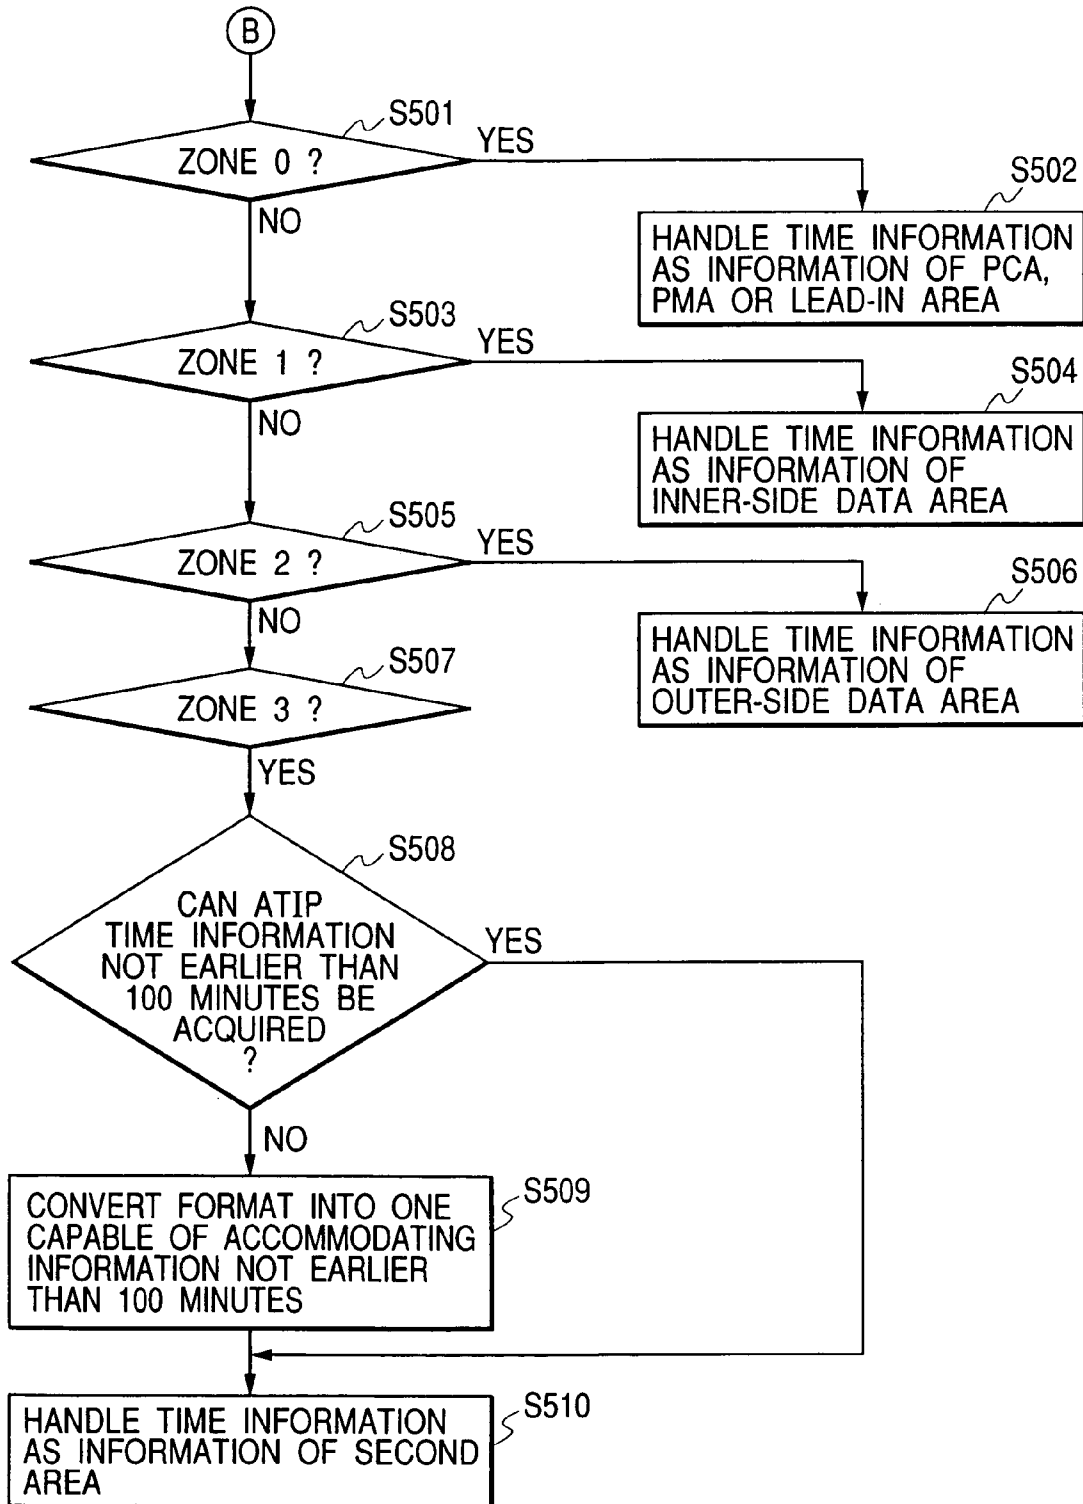 B
S501
ZONE 0 ?
YES
NO
S502
HANDLE TIME INFORMATION
AS INFORMATION OF PCA,
PMA OR LEAD-IN AREA
S503
ZONE 1 ?
YES
NO
S504
HANDLE TIME INFORMATION
AS INFORMATION OF
INNER-SIDE DATA AREA
S505
ZONE 2 ?
YES
NO
S506
HANDLE TIME INFORMATION
AS INFORMATION OF
OUTER-SIDE DATA AREA
S507
ZONE 3 ?
YES
S508
CAN ATIP
TIME INFORMATION
NOT EARLIER THAN
100 MINUTES BE
ACQUIRED
?
YES
NO
S509
CONVERT FORMAT INTO ONE
CAPABLE OF ACCOMMODATING
INFORMATION NOT EARLIER
THAN 100 MINUTES
S510
HANDLE TIME INFORMATION
AS INFORMATION OF SECOND
AREA